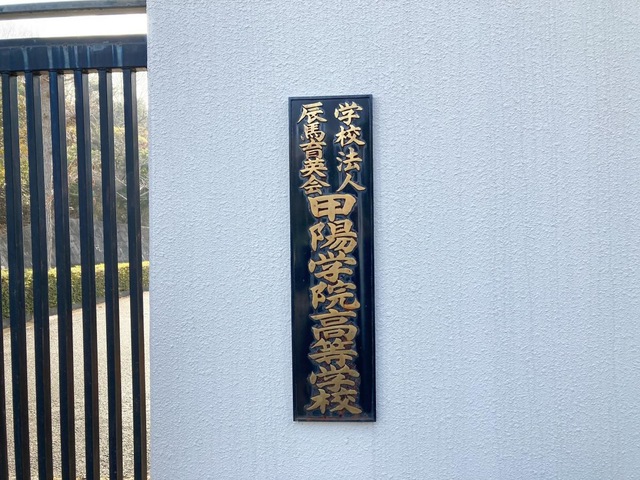 学校法人
辰馬育英会
甲陽学院高等学校